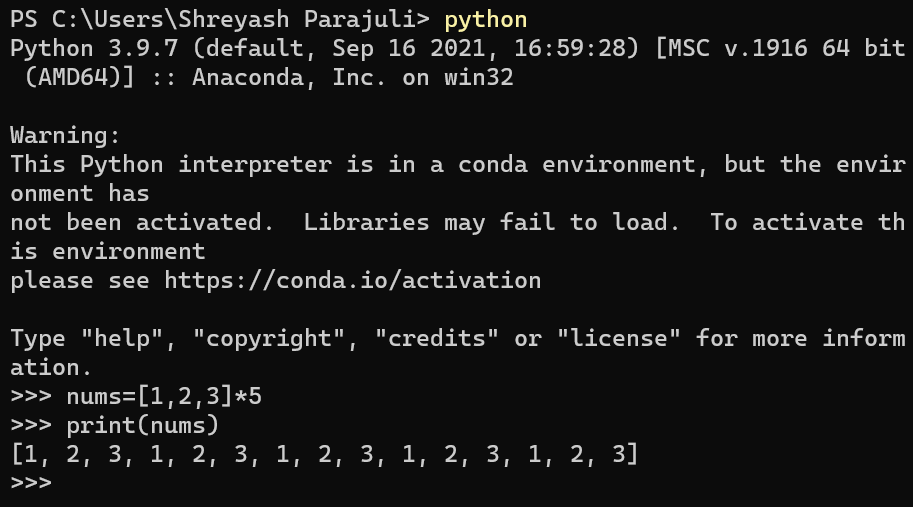 PS C:\Users\Shreyash Parajuli> python
Python 3.9.7 (default, Sep 16 2021, 16:59:28) [MSC v.1916 64 bit
 (AMD64)] :: Anaconda, Inc. on win32
Warning:
This Python interpreter is in a conda environment, but the envir
onment has
not been activated.  Libraries may fail to load.  To activate th
is environment
please see https://conda.io/activation
Type "help", "copyright", "credits" or "license" for more inform
ation.
>>> nums=[1,2,3]*5
>>> print(nums)
[1, 2, 3, 1, 2, 3, 1, 2, 3, 1, 2, 3, 1, 2, 3]
>>>